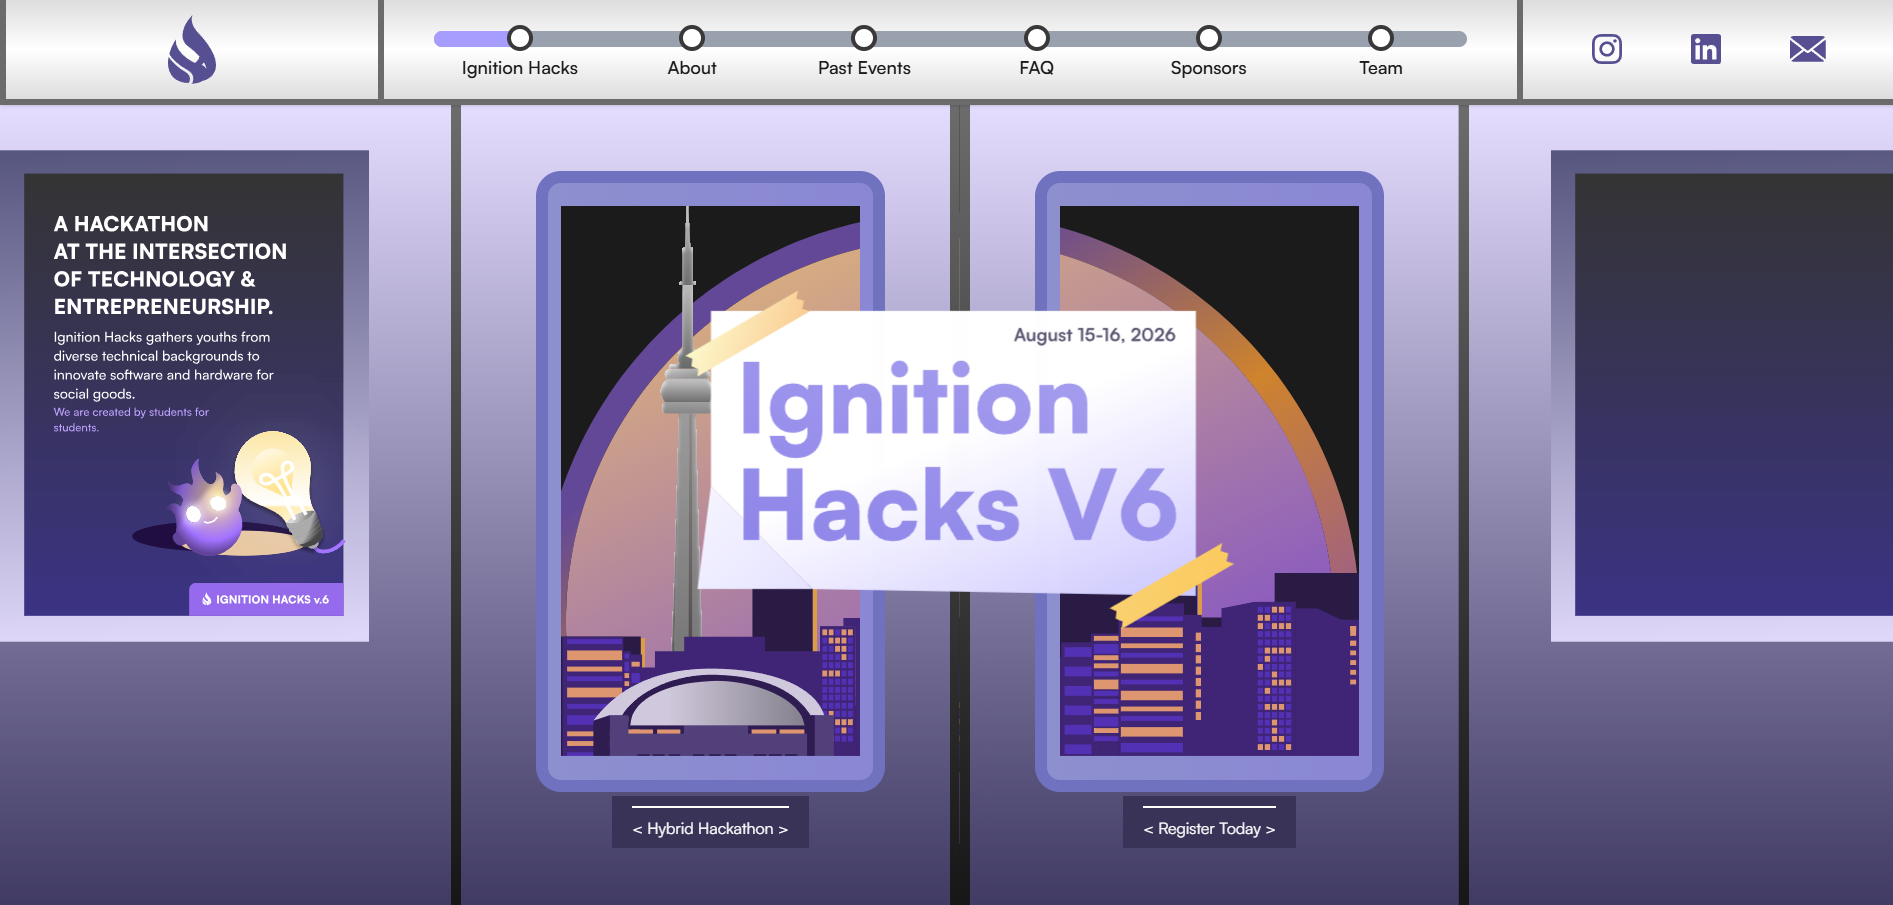 Ignition Hacks
About
Past Events
FAQ
Sponsors
Team
A HACKATHON
AT THE INTERSECTION
OF TECHNOLOGY &
ENTREPRENEURSHIP.
Ignition Hacks gathers youths from
diverse technical backgrounds to
innovate software and hardware for
social goods.
We are created by students for
students.
IGNITION HACKS v.6
August 15-16, 2026
Ignition
Hacks V6
< Hybrid Hackathon >
< Register Today >